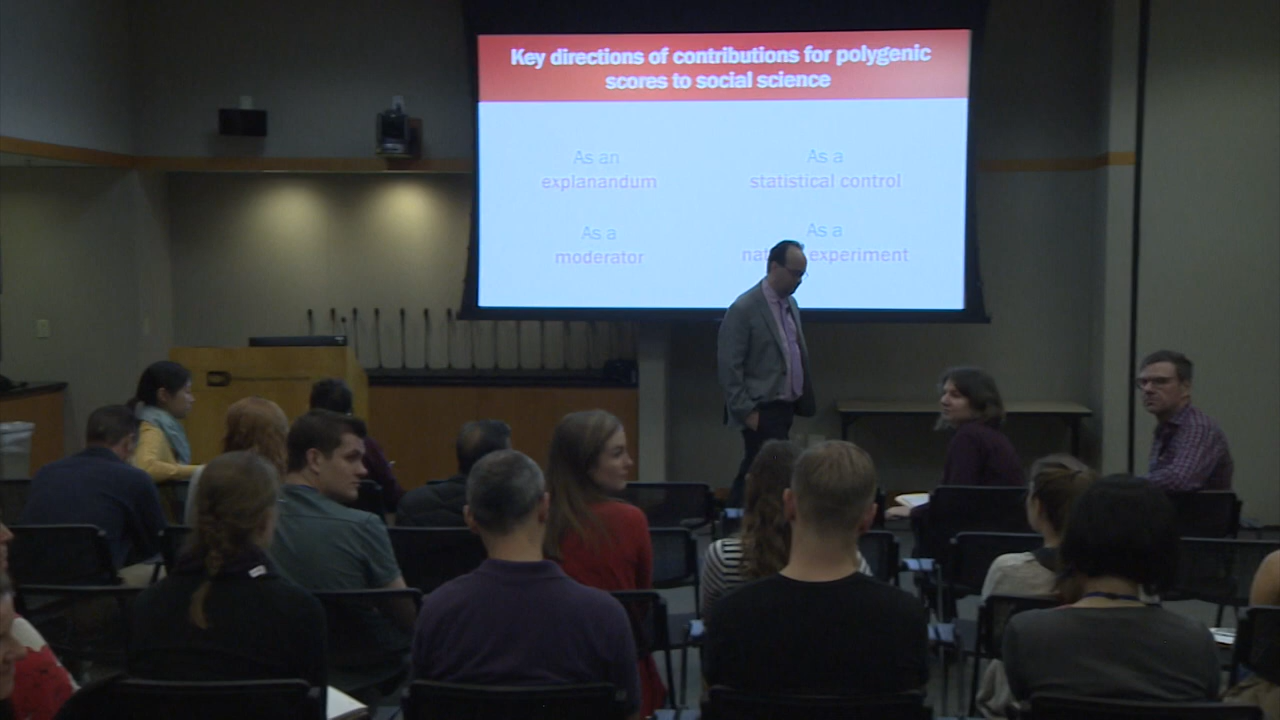 Key directions of contributions for polygenic
scores to social science
As an
explanandum
As a
statistical control
As a
moderator
As a
experiment